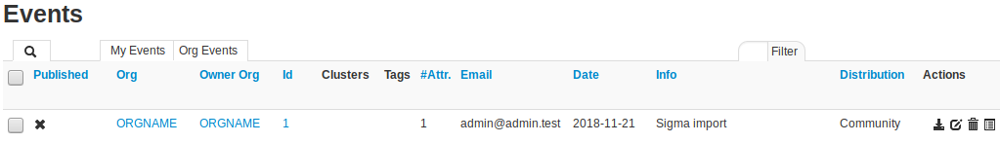 Events
My Events Org Events Filter
Published Org Owner Org Id Clusters Tags #Attr. Email Date Info Distribution Actions
ORGNAME ORGNAME 1 1 admin@admin.test 2018-11-21 Sigma import Community